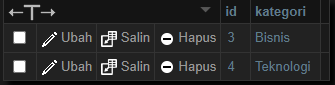 id kategori
Ubah Salin Hapus 3 Bisnis
Ubah Salin Hapus 4 Teknologi